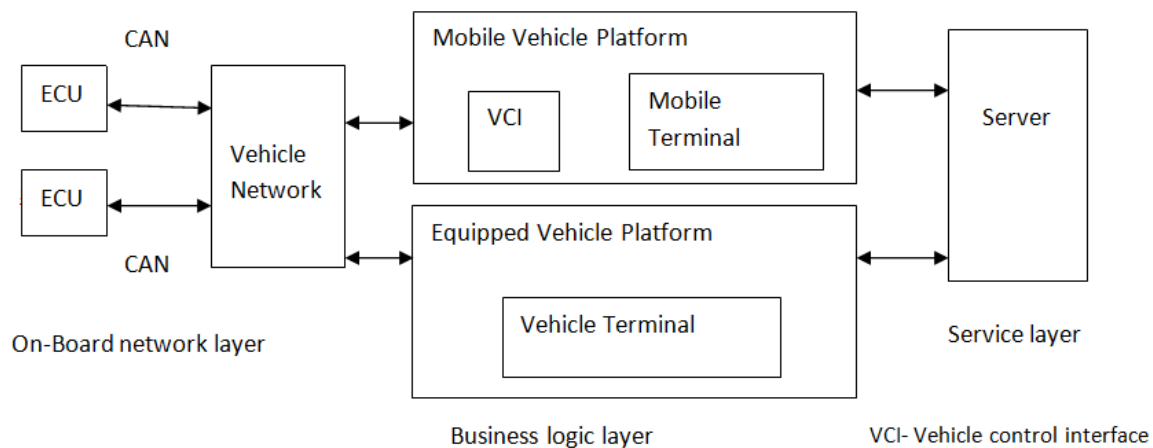 CAN
ECU
ECU
CAN
Vehicle
Network
Mobile Vehicle Platform
VCI
Mobile
Terminal
Equipped Vehicle Platform
Vehicle Terminal
Server
On-Board network layer
Service layer
Business logic layer
VCI- Vehicle control interface